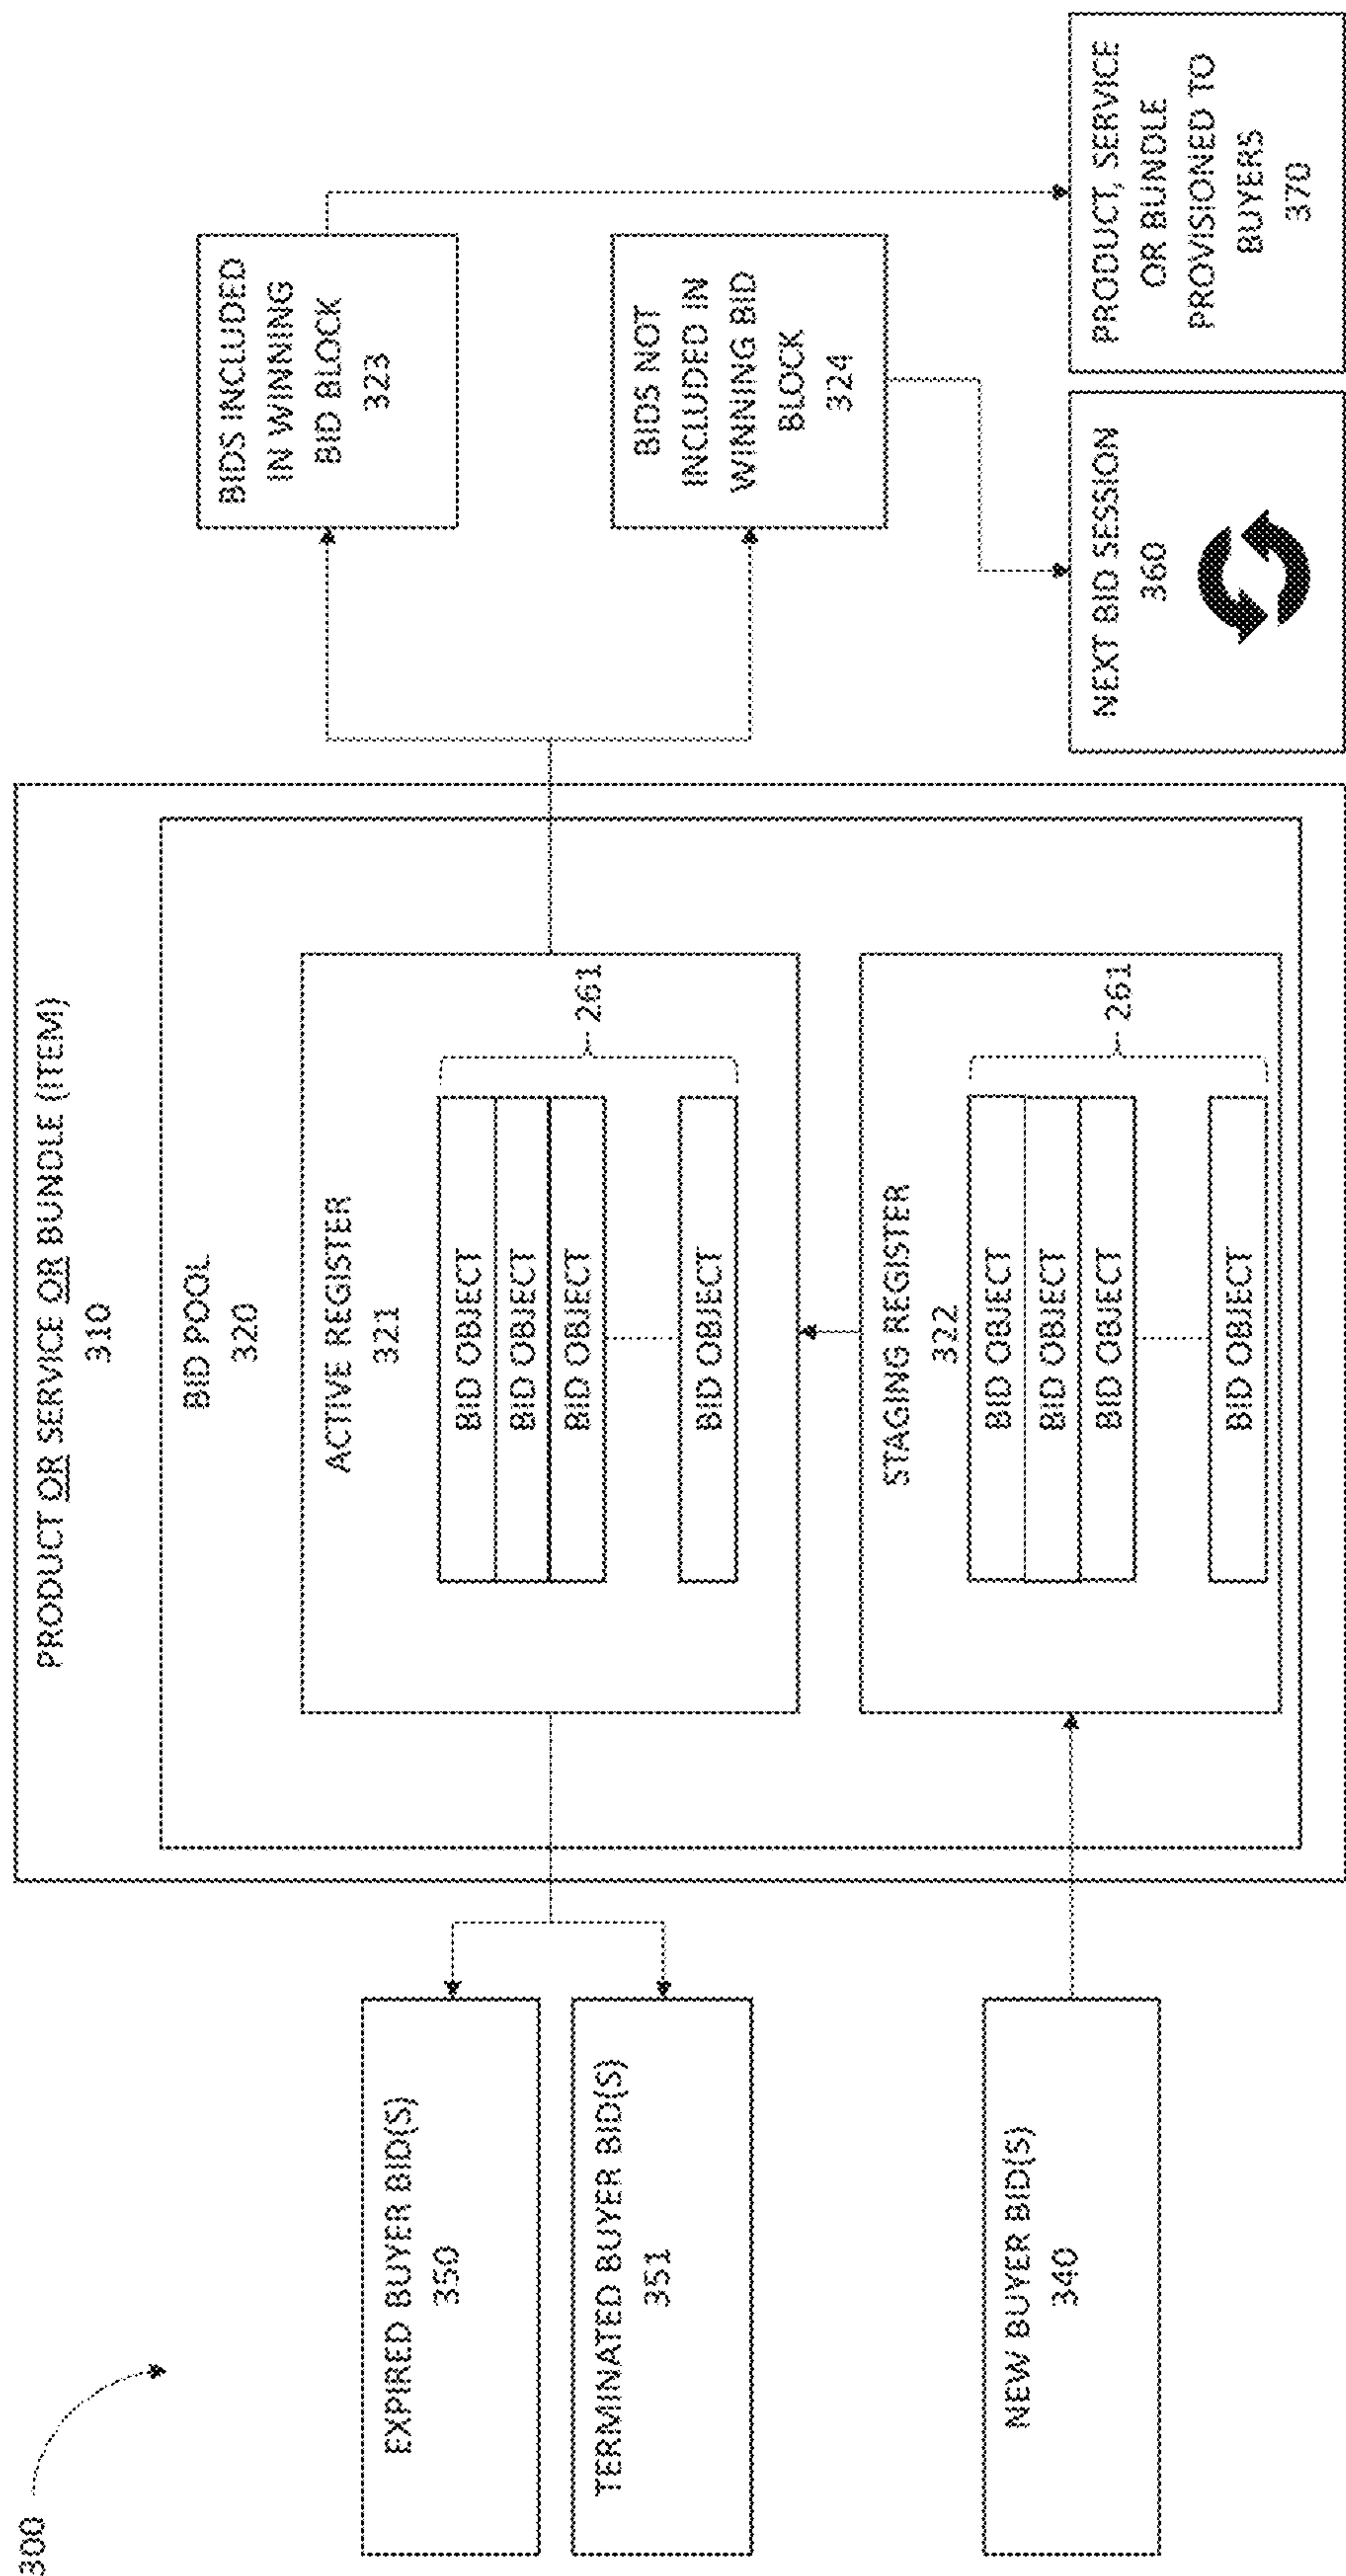 300
EXPIRED BUYER BID(S)
350
TERMINATED BUYER BID(S)
351
NEW BUYER BID(S)
340
PRODUCT OR SERVICE OR BUNDLE (ITEM)
310
BID POOL
320
ACTIVE REGISTER
321
BID OBJECT
BID OBJECT
BID OBJECT
BID OBJECT
261
STAGING REGISTER
322
BID OBJECT
BID OBJECT
BID OBJECT
BID OBJECT
261
BIDS INCLUDED
IN WINNING
BID BLOCK
323
BIDS NOT
INCLUDED IN
WINNING BID
BLOCK
324
NEXT BID SESSION
360
PRODUCT, SERVICE
OR BUNDLE
PROVISIONED TO
BUYERS
370